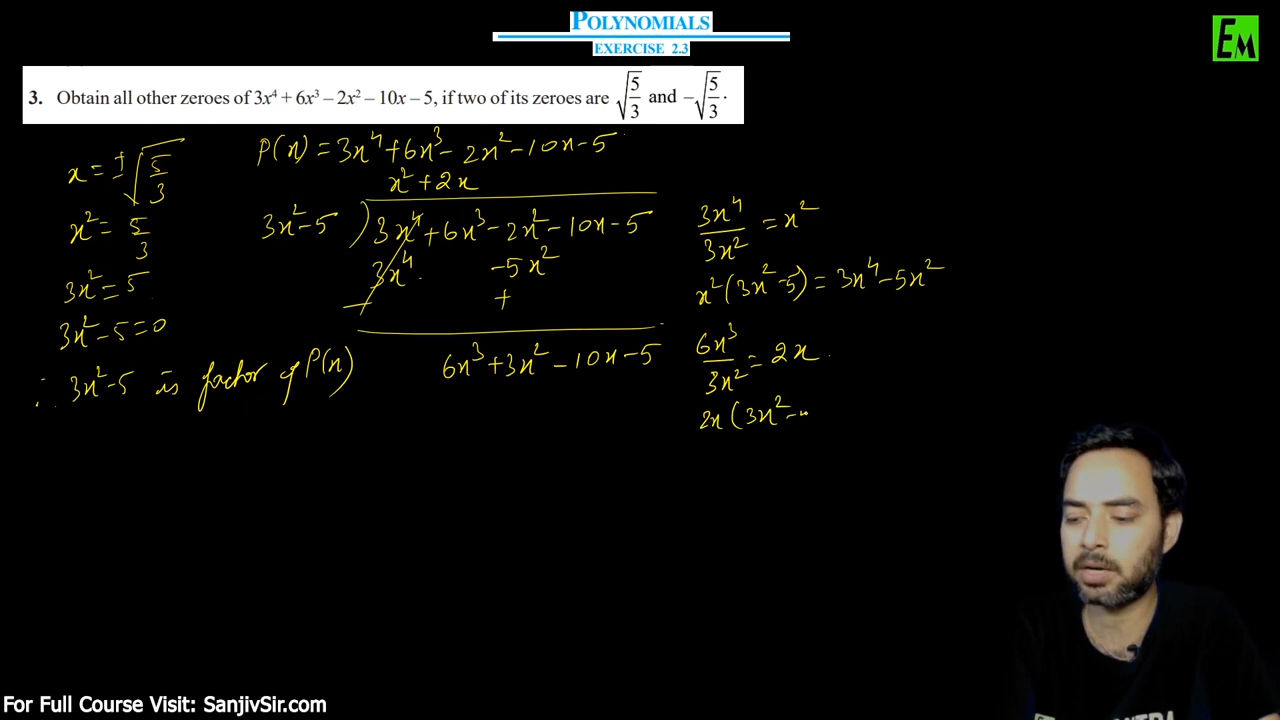 POLYNOMIALS
EXERCISE 2.3
EM
3. Obtain all other zeroes of 3x⁴ + 6x³ – 2x² – 10x – 5, if two of its zeroes are √(5/3) and –√(5/3).
x = ±√(5/3)
x² = 5/3
3x² = 5
3x² – 5 = 0
∴ 3x² – 5 is factor of P(x)
P(x) = 3x⁴ + 6x³ – 2x² – 10x – 5
x² + 2x
3x² – 5 ) 3x⁴ + 6x³ – 2x² – 10x – 5
3x⁴ – 5x²
– +
6x³ + 3x² – 10x – 5
3x⁴/3x² = x²
x²(3x² – 5) = 3x⁴ – 5x²
6x³/3x² = 2x
2x(3x² –
For Full Course Visit: SanjivSir.com